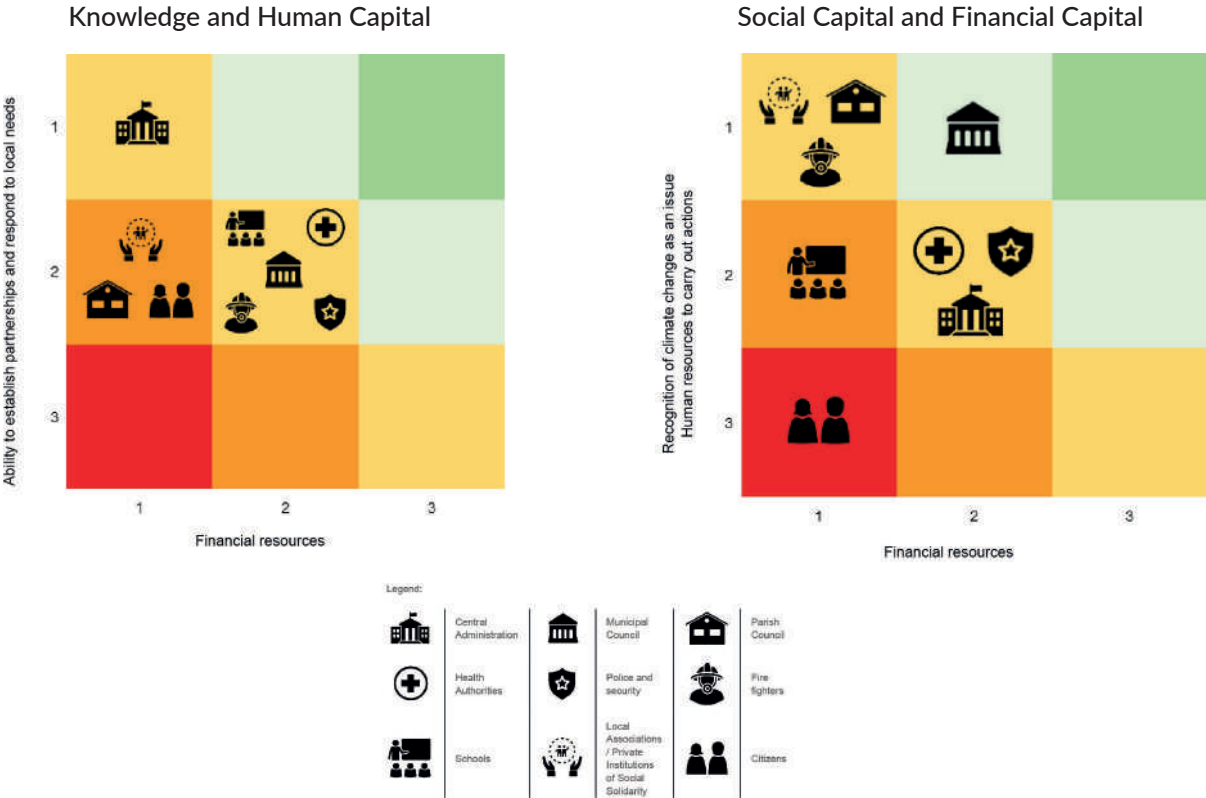 Knowledge and Human Capital
Ability to establish partnerships and respond to local needs
1
2
3
1
2
3
Financial resources
Social Capital and Financial Capital
Recognition of climate change as an issue
Human resources to carry out actions
1
2
3
1
2
3
Financial resources
Legend:
Central
Administration
Municipal
Council
Parish
Council
Health
Authorities
Police and
security
Fire
fighters
Schools
Local
Associations
/ Private
Institutions
of Social
Solidarity
Citizens